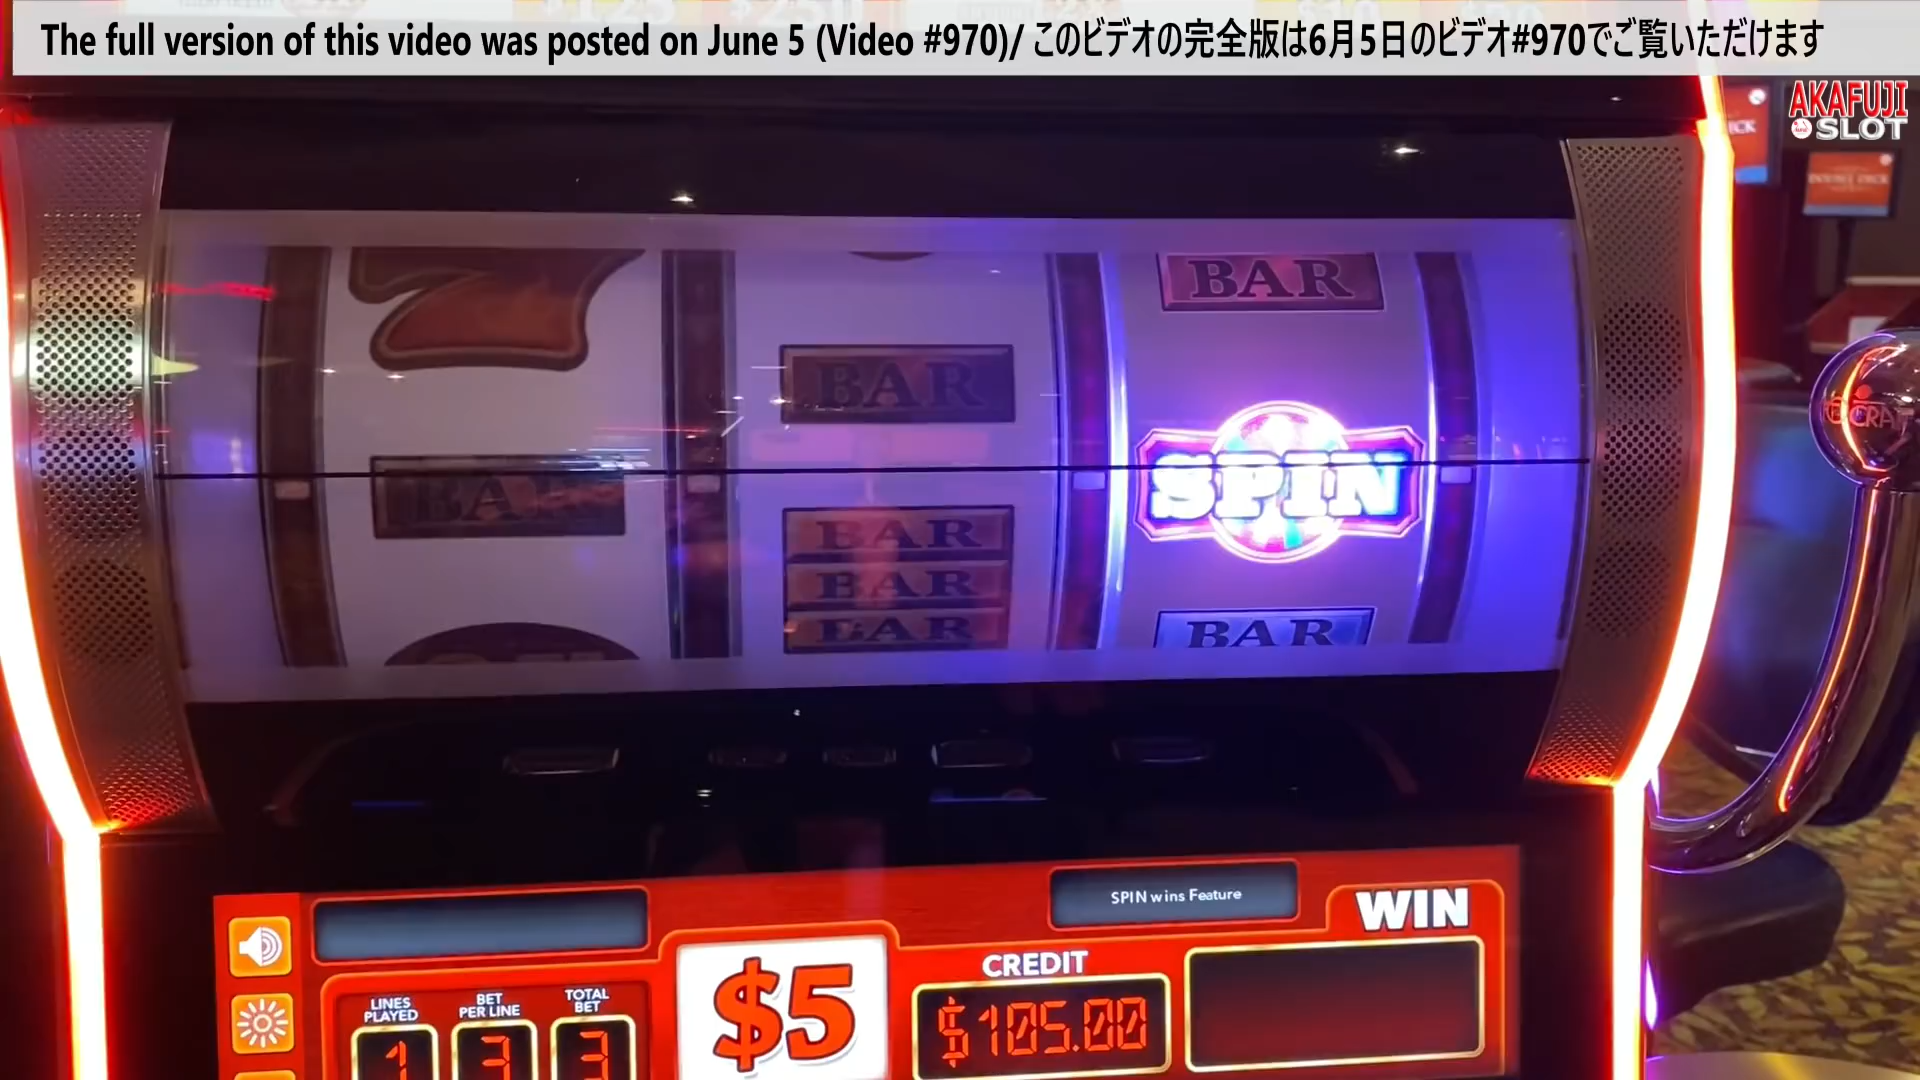 The full version of this video was posted on June 5 (Video #970)/ このビデオの完全版は6月5日のビデオ#970でご覧いただけます
AKAFUJI
SLOT
BAR
BAR
SPIN
BAR
BAR
BAR
BAR
BAR
SPIN wins Feature
WIN
CREDIT
$105.00
$5
LINES
PLAYED
BET
PER LINE
TOTAL
BET
1
3
3